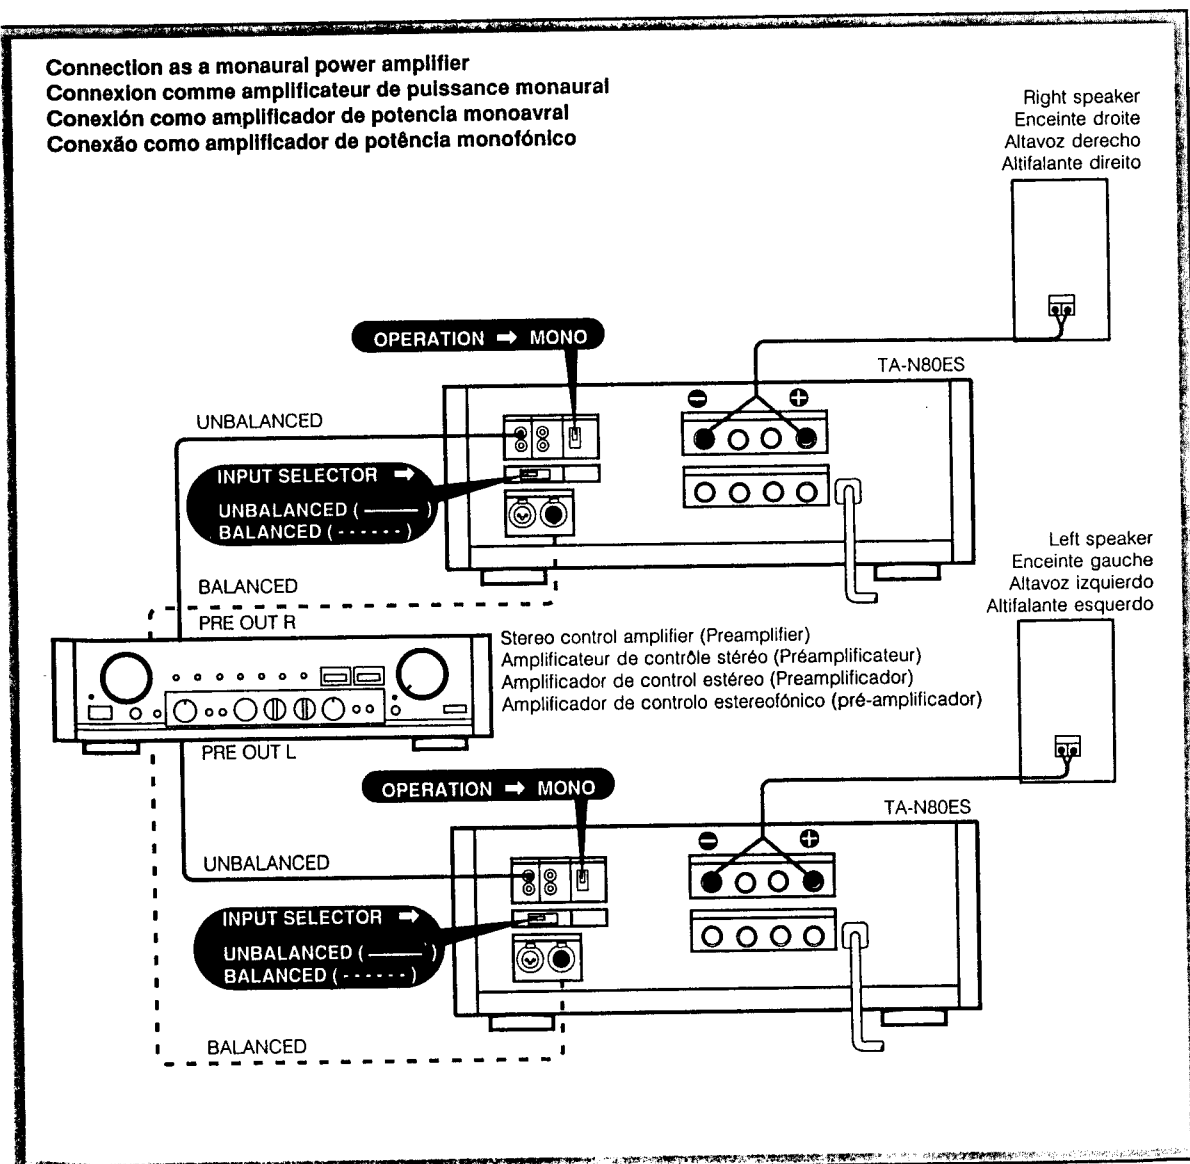 Connection as a monaural power amplifier
Connexion comme amplificateur de puissance monaural
Conexión como amplificador de potencia monoavral
Conexão como amplificador de potência monofónico
Right speaker
Enceinte droite
Altavoz derecho
Altifalante direito
OPERATION ➡ MONO
TA-N80ES
UNBALANCED
INPUT SELECTOR ➡
UNBALANCED (———)
BALANCED (------)
BALANCED
PRE OUT R
Left speaker
Enceinte gauche
Altavoz izquierdo
Altifalante esquerdo
Stereo control amplifier (Preamplifier)
Amplificateur de contrôle stéréo (Préamplificateur)
Amplificador de control estéreo (Preamplificador)
Amplificador de controlo estereofónico (pré-amplificador)
PRE OUT L
OPERATION ➡ MONO
TA-N80ES
UNBALANCED
INPUT SELECTOR ➡
UNBALANCED (———)
BALANCED (------)
BALANCED